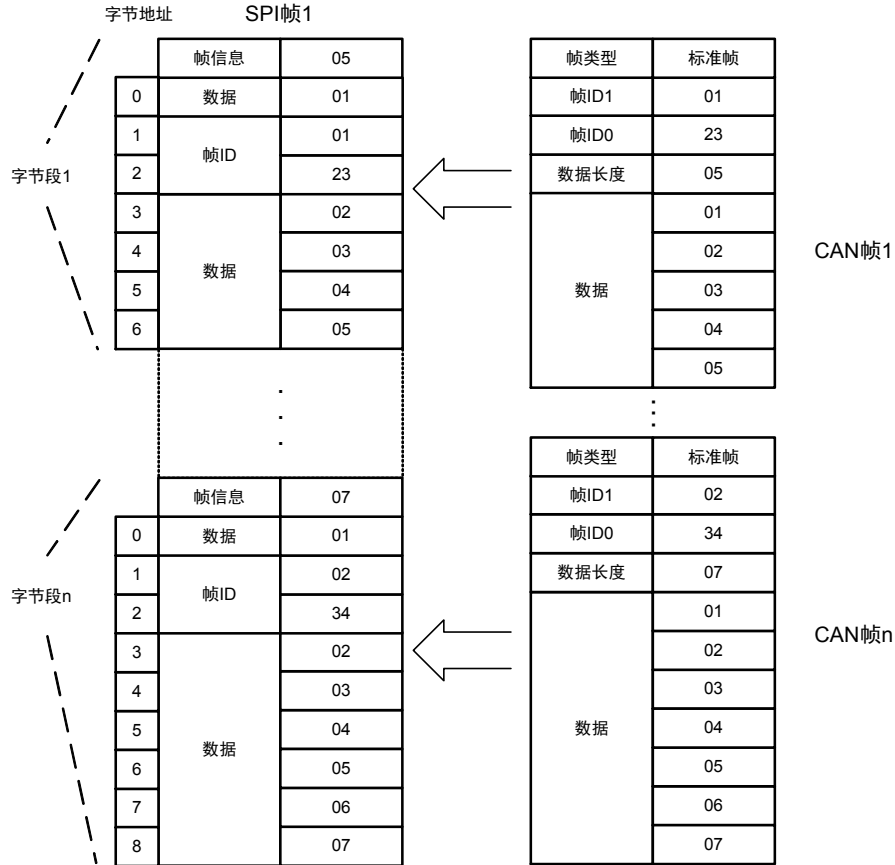 字节地址 SPI帧1
帧信息 05
0 数据 01
1 帧ID 01
2 23
3 数据 02
4 03
5 04
6 05
字节段1
帧类型 标准帧
帧ID1 01
帧ID0 23
数据长度 05
数据 01
02
03
04
05
CAN帧1
帧信息 07
0 数据 01
1 帧ID 02
2 34
3 数据 02
4 03
5 04
6 05
7 06
8 07
字节段n
帧类型 标准帧
帧ID1 02
帧ID0 34
数据长度 07
数据 01
02
03
04
05
06
07
CAN帧n